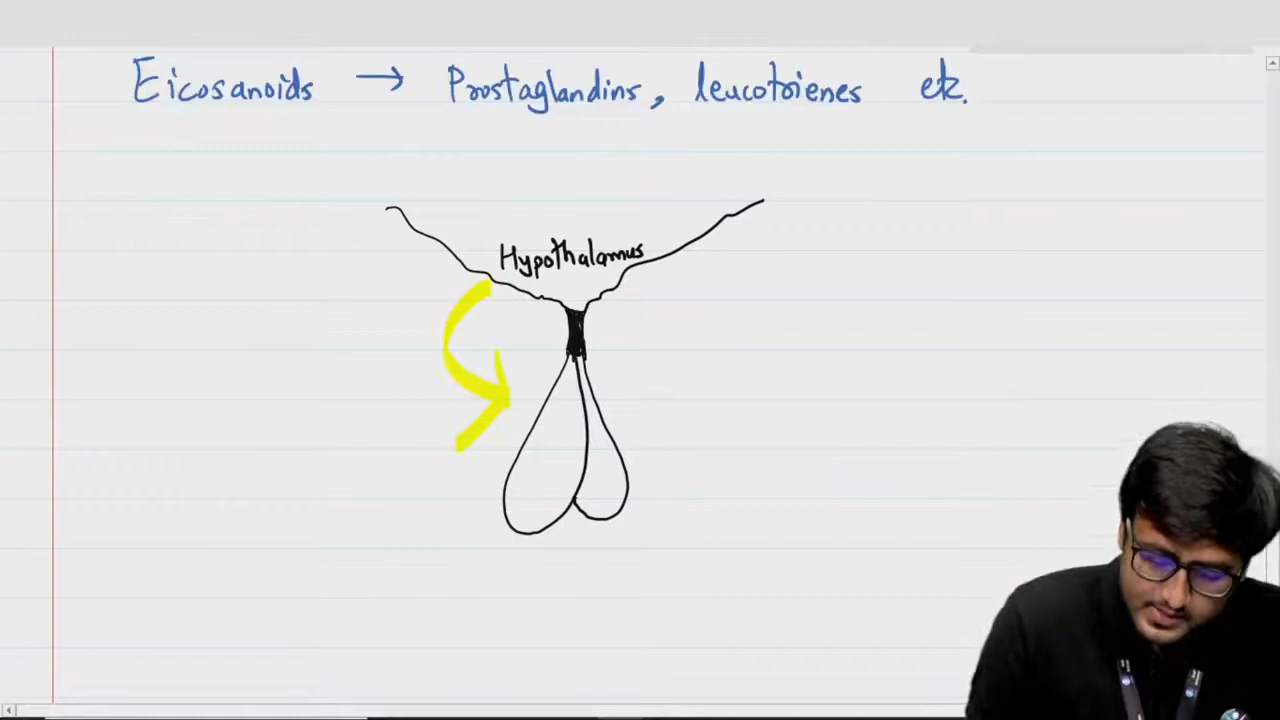 Eicosanoids → Prostaglandins, leucotrienes etc.
Hypothalamus